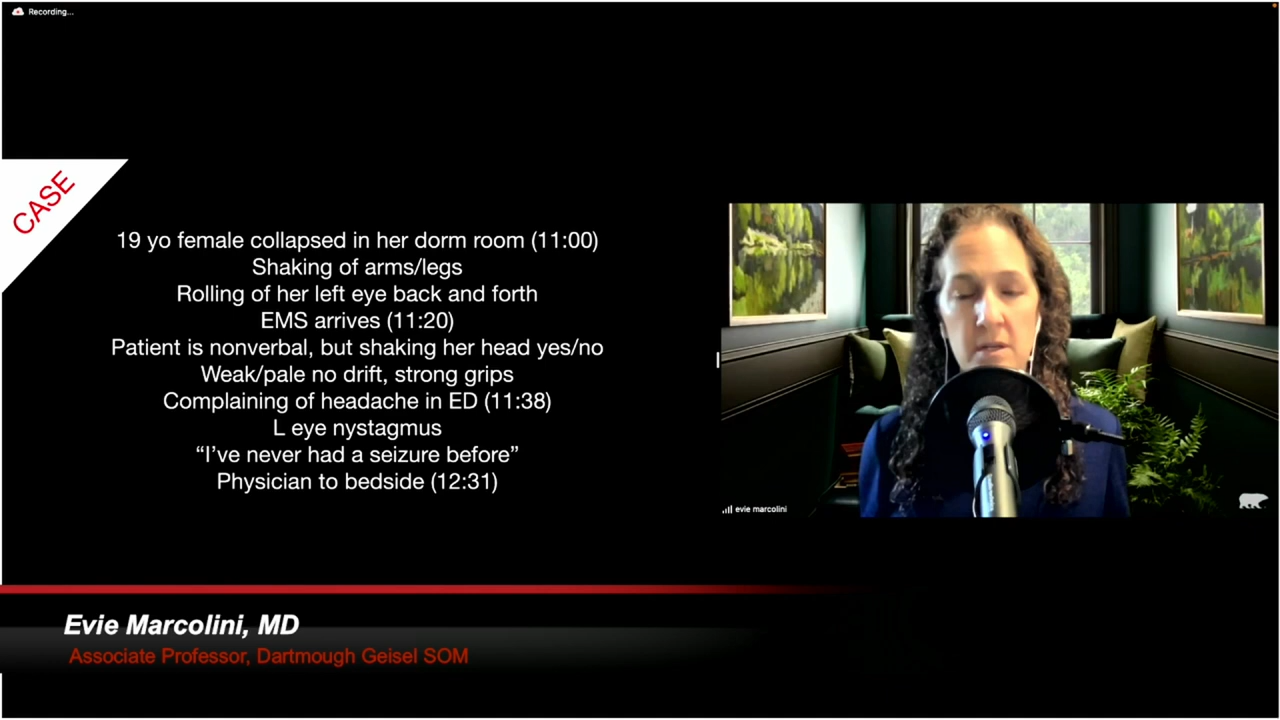 Recording...
CASE
19 yo female collapsed in her dorm room (11:00)
Shaking of arms/legs
Rolling of her left eye back and forth
EMS arrives (11:20)
Patient is nonverbal, but shaking her head yes/no
Weak/pale no drift, strong grips
Complaining of headache in ED (11:38)
L eye nystagmus
“I’ve never had a seizure before”
Physician to bedside (12:31)
evie marcolini
Evie Marcolini, MD
Associate Professor, Dartmough Geisel SOM